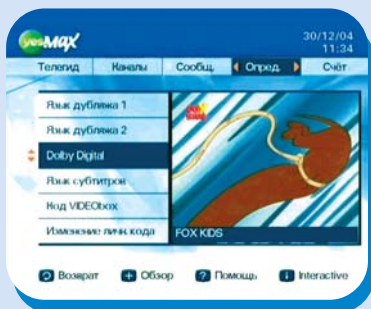 yesMAX
30/12/04
11:34
Телегид Каналы Сообщ. Опред. Счёт
Язык дубляжа 1
Язык дубляжа 2
Dolby Digital
Язык субтитров
Код VIDEObox
Изменение личн. кода
FOX KIDS
Возврат Обзор ? Помощь i Interactive